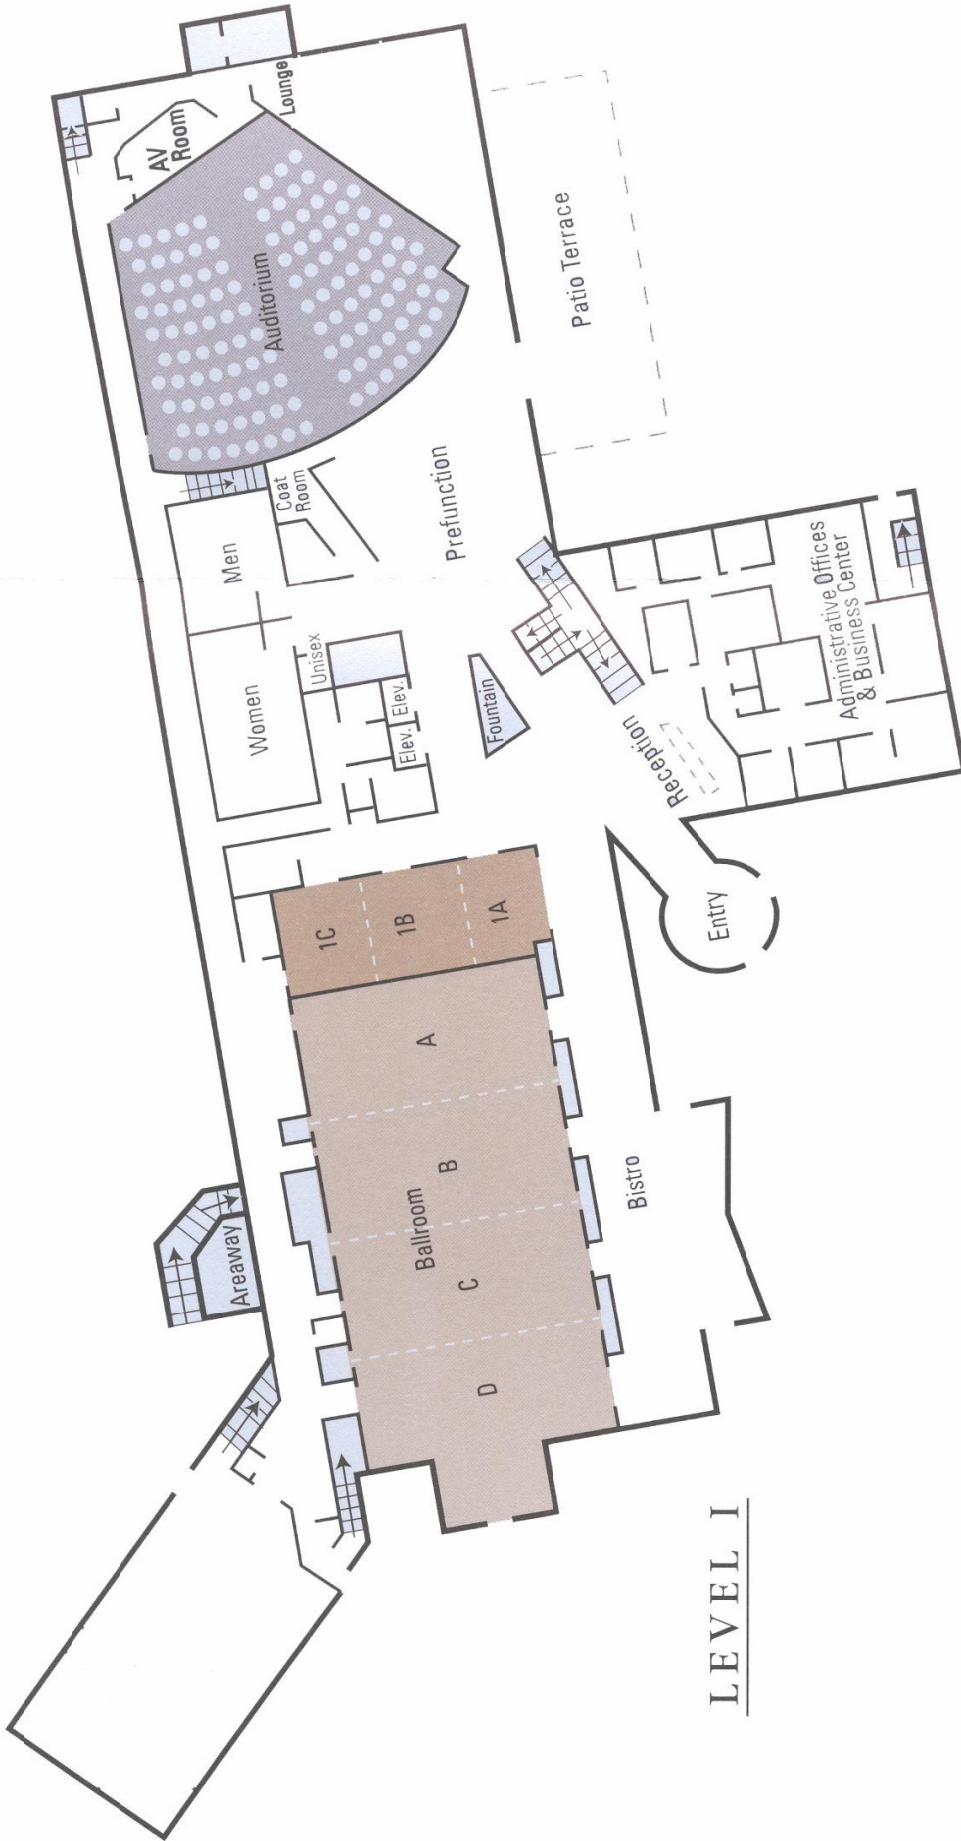 AV
Room
Lounge
Auditorium
Patio Terrace
Coat
Room
Men
Prefunction
Unisex
Women
Elev.
Elev.
Fountain
Administrative Offices
& Business Center
Reception
1C
1B
1A
Entry
A
B
Ballroom
C
D
Bistro
Areaway
LEVEL I